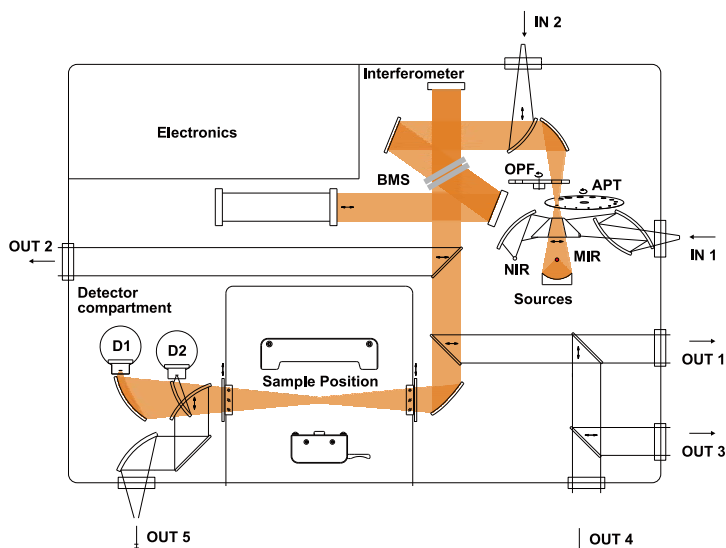 IN 2
Interferometer
Electronics
OPF
BMS
APT
OUT 2
IN 1
NIR
MIR
Detector
compartment
Sources
D1
D2
Sample Position
OUT 1
OUT 3
OUT 5
OUT 4